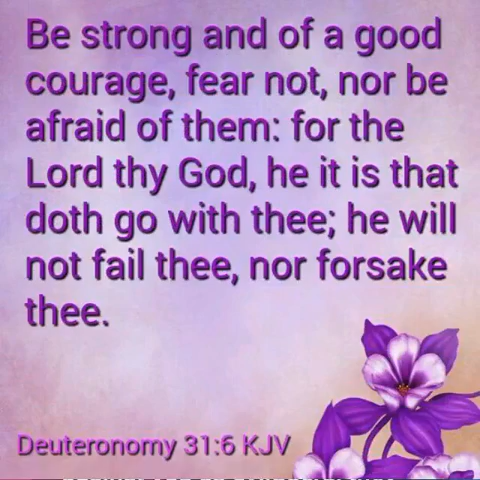 Be strong and of a good
courage, fear not, nor be
afraid of them: for the
Lord thy God, he it is that
doth go with thee; he will
not fail thee, nor forsake
thee.
Deuteronomy 31:6 KJV